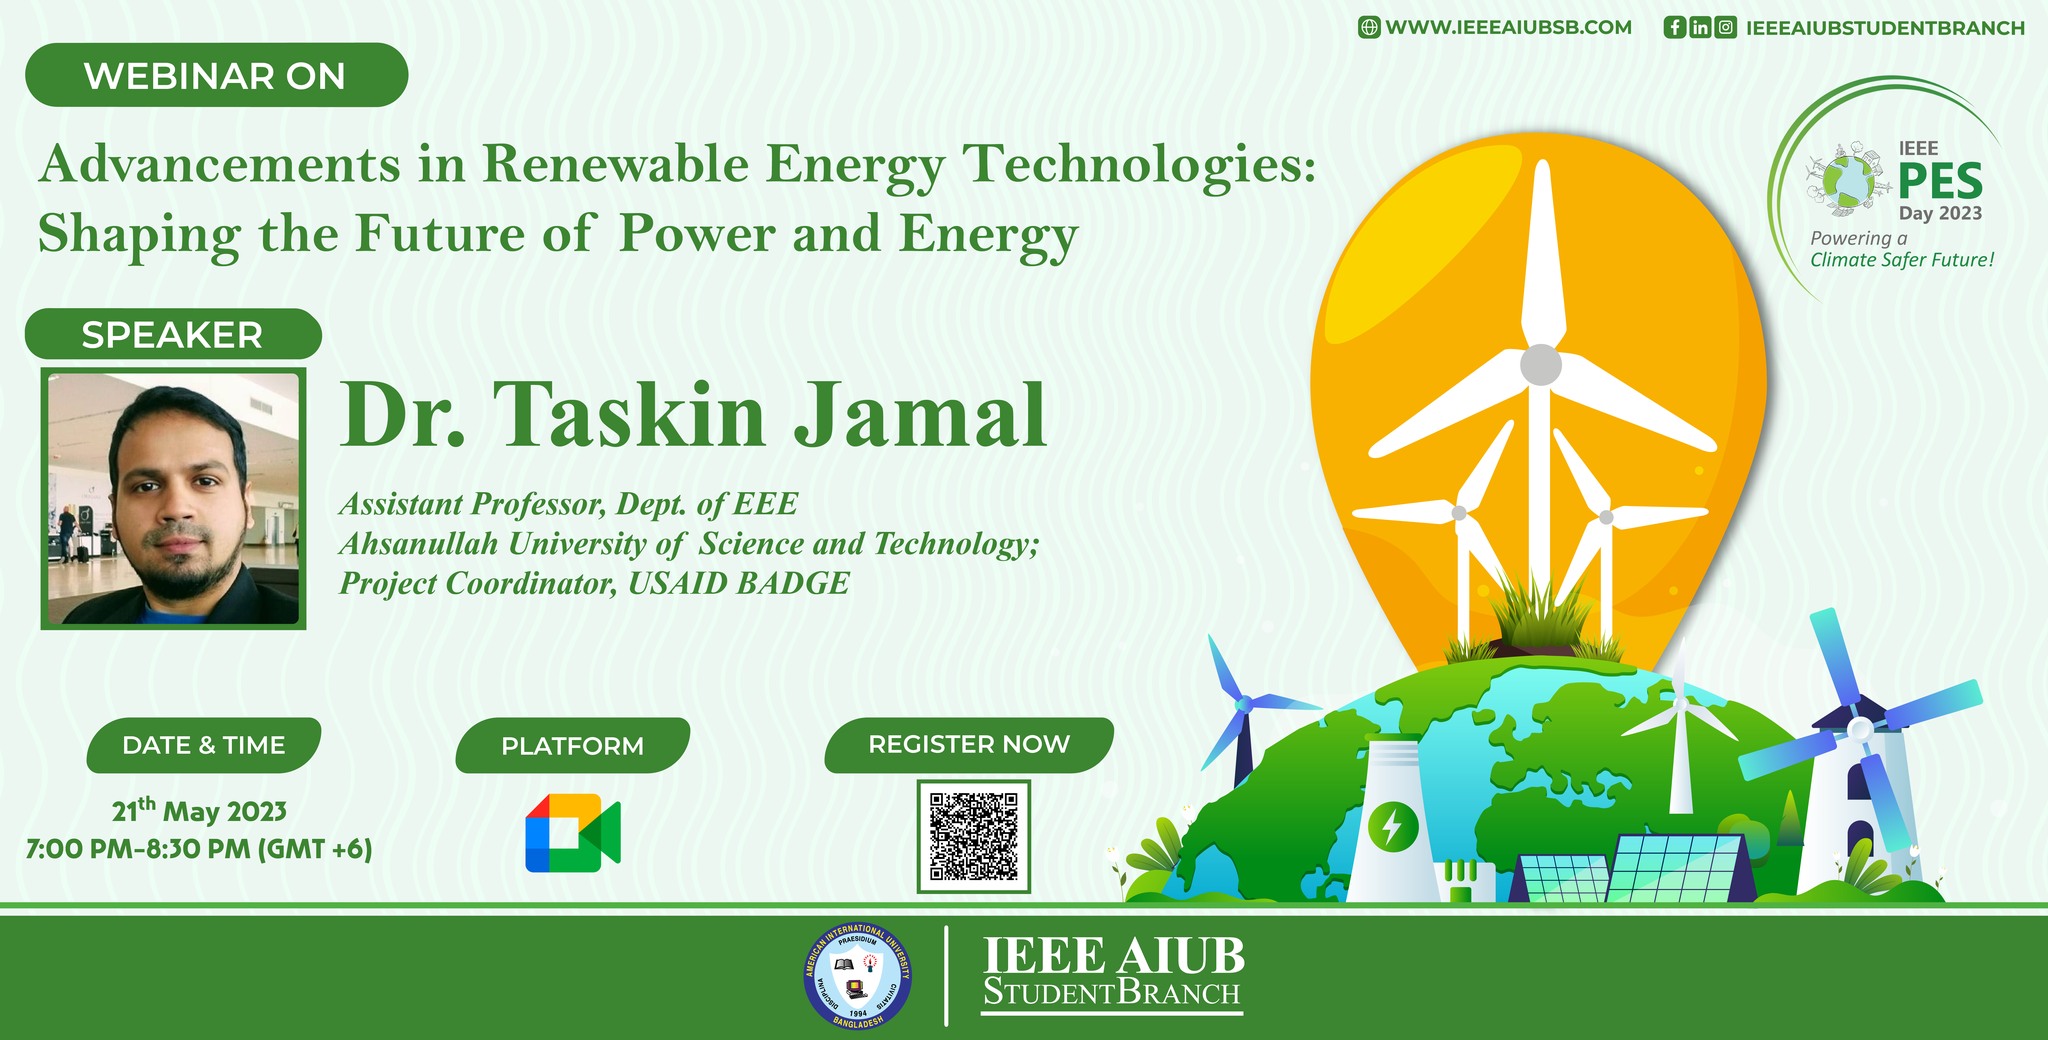 WWW.IEEEAIUBSB.COM
IEEEAIUBSTUDENTBRANCH
WEBINAR ON
Advancements in Renewable Energy Technologies:
Shaping the Future of Power and Energy
IEEE
PES
Day 2023
Powering a
Climate Safer Future!
SPEAKER
Dr. Taskin Jamal
Assistant Professor, Dept. of EEE
Ahsanullah University of Science and Technology;
Project Coordinator, USAID BADGE
DATE & TIME
21th May 2023
7:00 PM-8:30 PM (GMT +6)
PLATFORM
REGISTER NOW
AMERICAN INTERNATIONAL UNIVERSITY
PRAESIDIUM
DISCIPLINA
CIVITATIS
1994
BANGLADESH
IEEE AIUB
STUDENTBRANCH